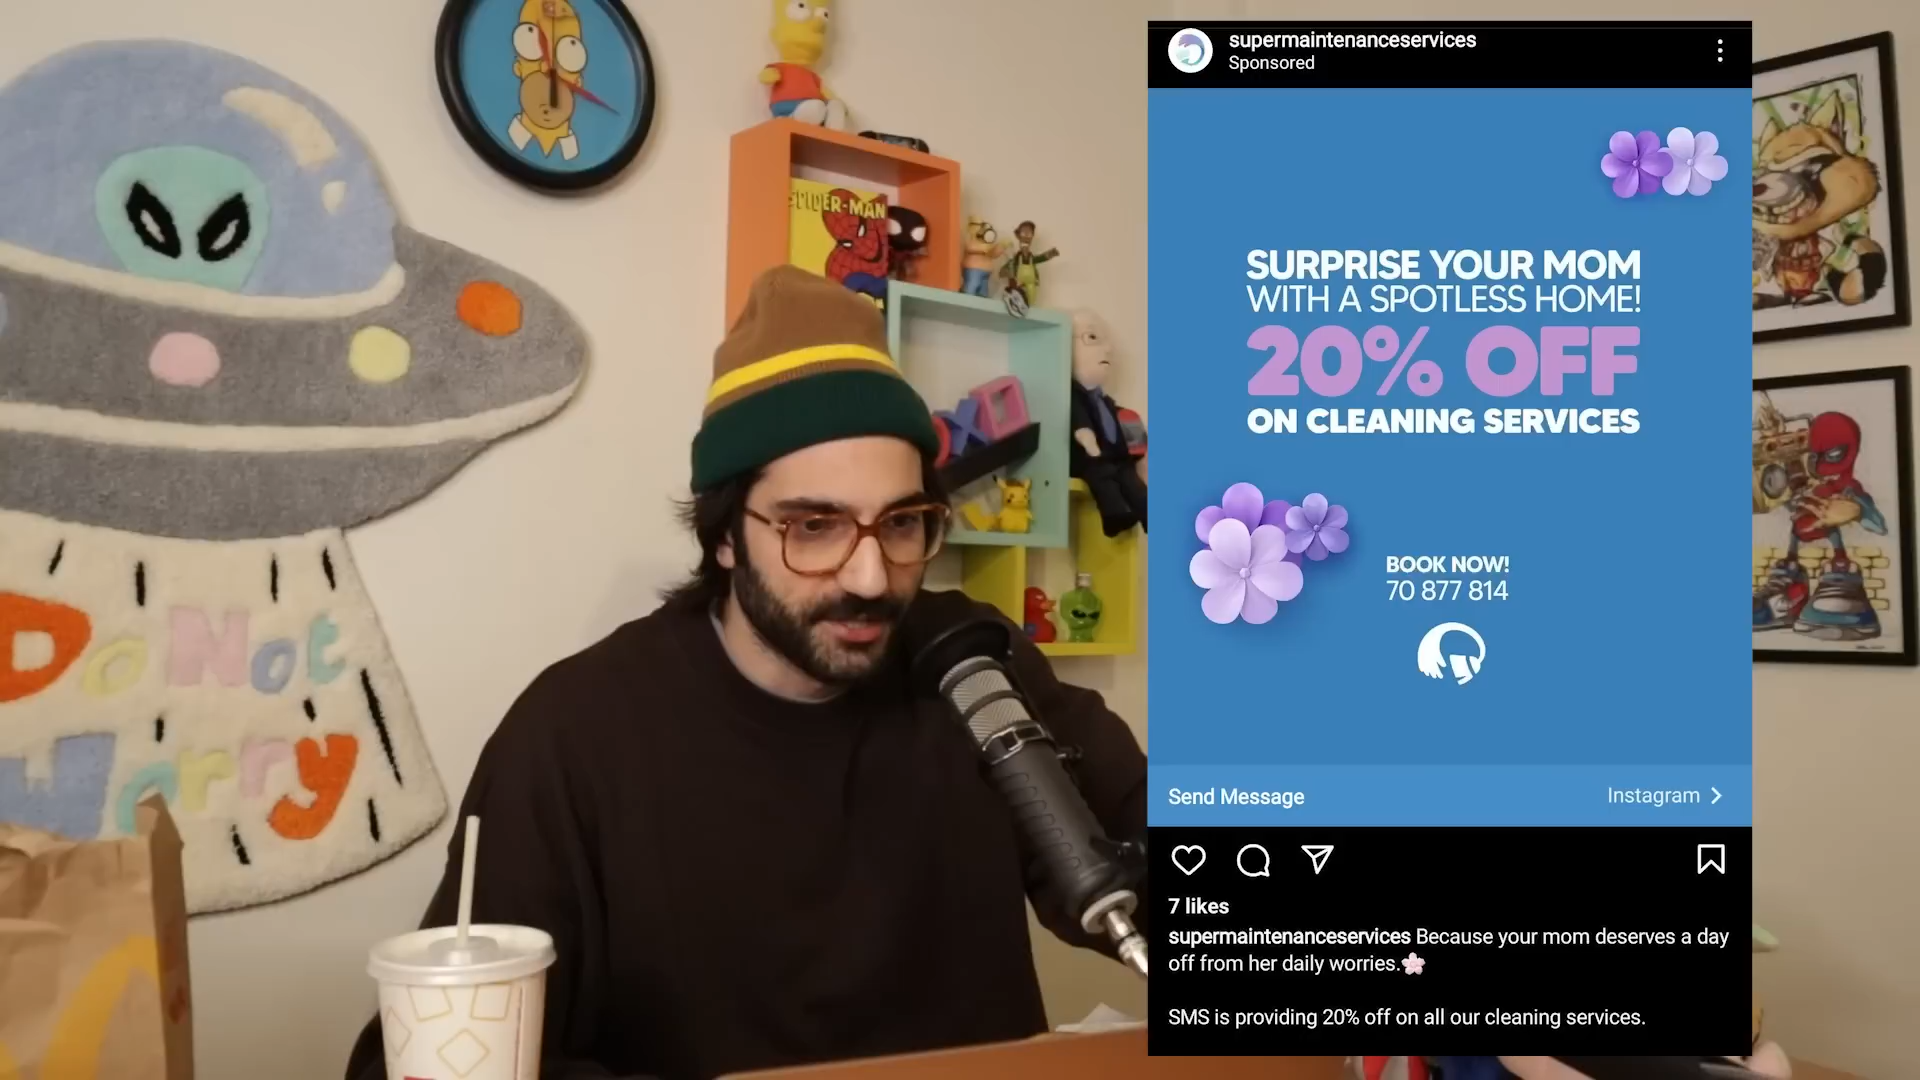 SPIDER-MAN
Do Not
Worry
supermaintenanceservices
Sponsored
SURPRISE YOUR MOM
WITH A SPOTLESS HOME!
20% OFF
ON CLEANING SERVICES
BOOK NOW!
70 877 814
Send Message
Instagram
7 likes
supermaintenanceservices Because your mom deserves a day
off from her daily worries.🌸
SMS is providing 20% off on all our cleaning services.